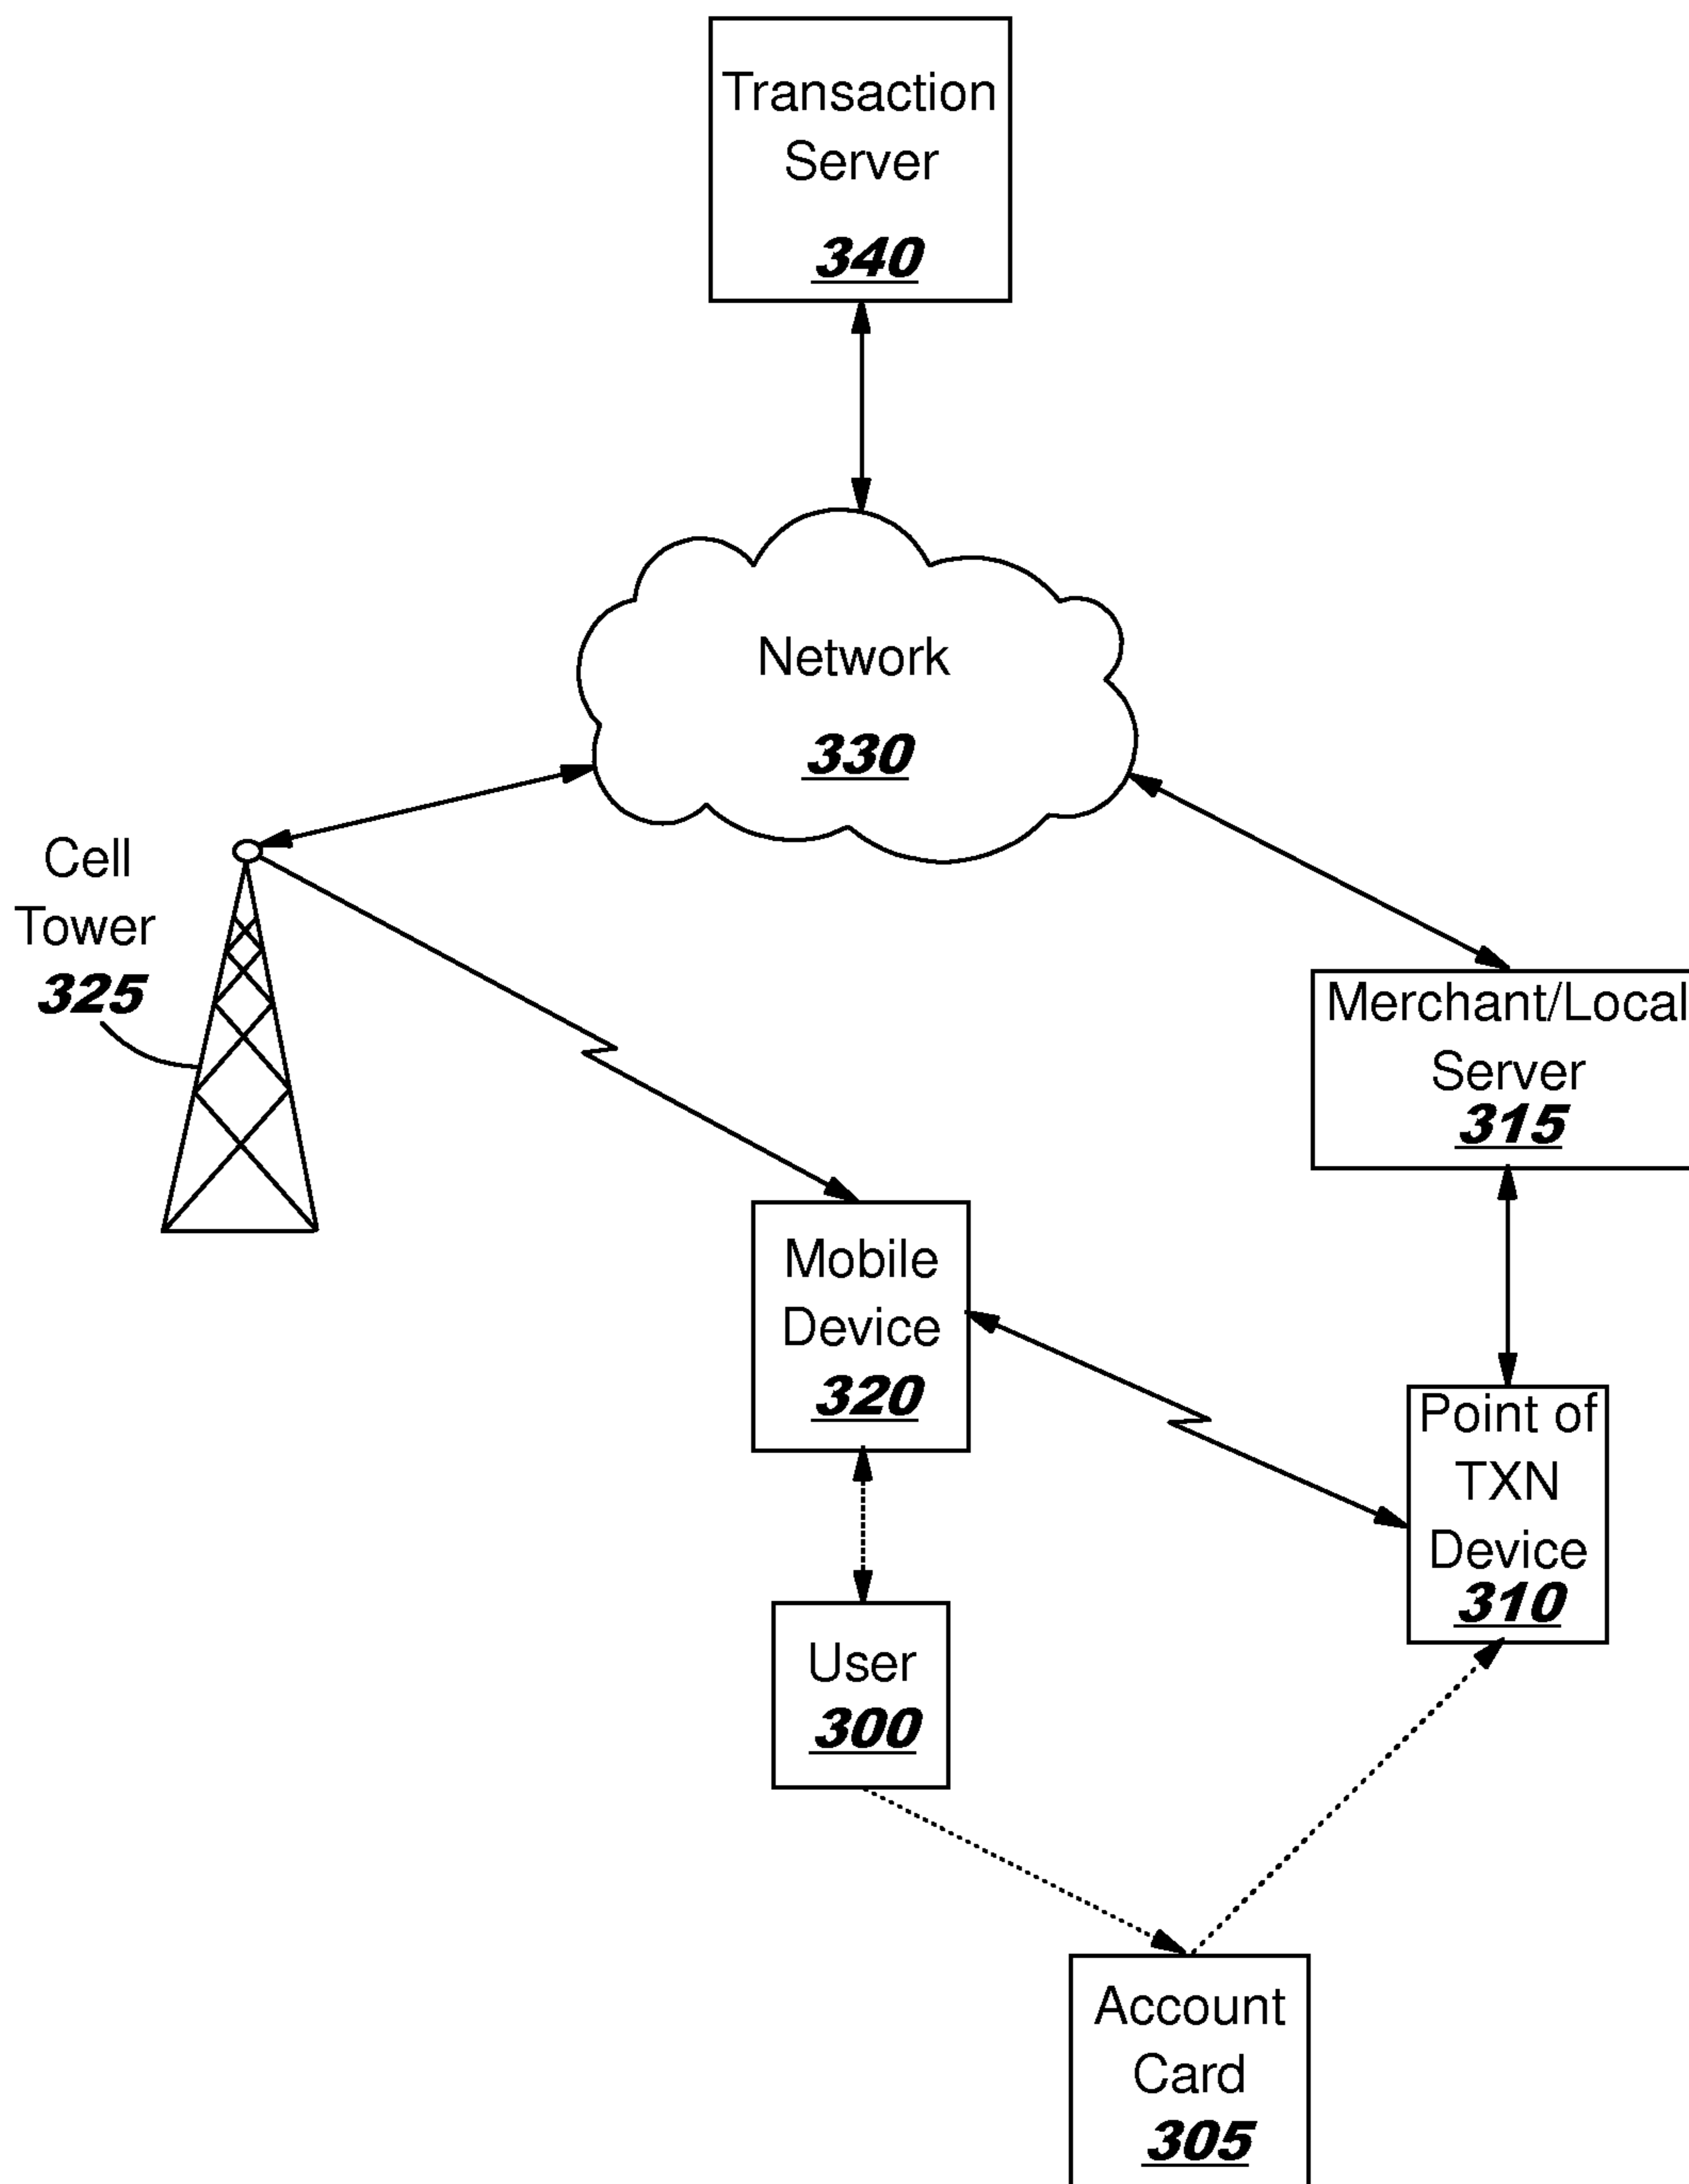 Transaction
Server
340
Network
330
Cell
Tower
325
Merchant/Local
Server
315
Mobile
Device
320
Point of
TXN
Device
310
User
300
Account
Card
305